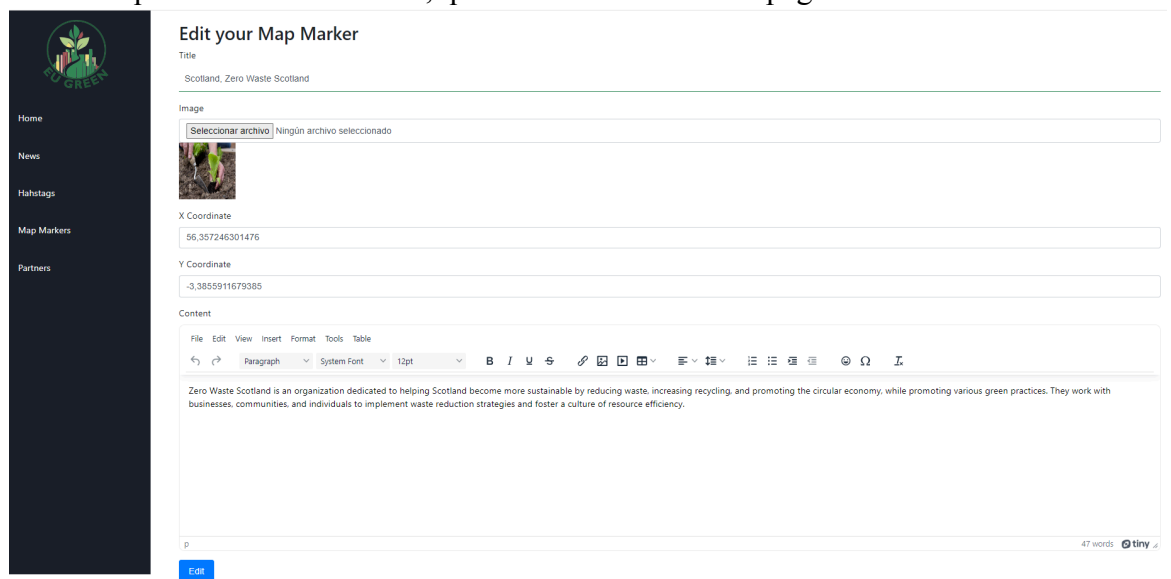 EU GREEN
Home
News
Hahstags
Map Markers
Partners
Edit your Map Marker
Title
Scotland, Zero Waste Scotland
Image
Seleccionar archivo Ningún archivo seleccionado
X Coordinate
56,357246301476
Y Coordinate
-3,3855911679385
Content
File Edit View Insert Format Tools Table
Paragraph System Font 12pt B I U S Ω
Zero Waste Scotland is an organization dedicated to helping Scotland become more sustainable by reducing waste, increasing recycling, and promoting the circular economy, while promoting various green practices. They work with
businesses, communities, and individuals to implement waste reduction strategies and foster a culture of resource efficiency.
p 47 words tiny
Edit